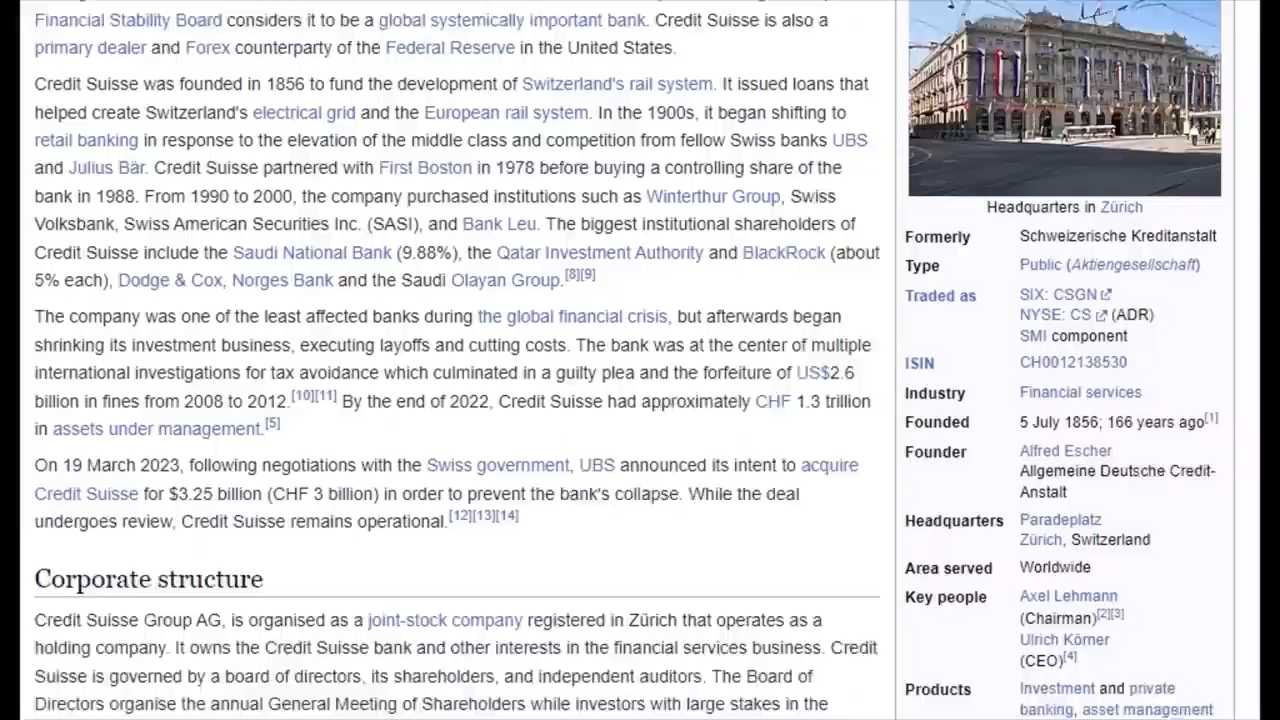 Financial Stability Board considers it to be a global systemically important bank. Credit Suisse is also a
primary dealer and Forex counterparty of the Federal Reserve in the United States.
Credit Suisse was founded in 1856 to fund the development of Switzerland's rail system. It issued loans that
helped create Switzerland's electrical grid and the European rail system. In the 1900s, it began shifting to
retail banking in response to the elevation of the middle class and competition from fellow Swiss banks UBS
and Julius Bär. Credit Suisse partnered with First Boston in 1978 before buying a controlling share of the
bank in 1988. From 1990 to 2000, the company purchased institutions such as Winterthur Group, Swiss
Volksbank, Swiss American Securities Inc. (SASI), and Bank Leu. The biggest institutional shareholders of
Credit Suisse include the Saudi National Bank (9.88%), the Qatar Investment Authority and BlackRock (about
5% each), Dodge & Cox, Norges Bank and the Saudi Olayan Group.[8][9]
The company was one of the least affected banks during the global financial crisis, but afterwards began
shrinking its investment business, executing layoffs and cutting costs. The bank was at the center of multiple
international investigations for tax avoidance which culminated in a guilty plea and the forfeiture of US$2.6
billion in fines from 2008 to 2012.[10][11] By the end of 2022, Credit Suisse had approximately CHF 1.3 trillion
in assets under management.[5]
On 19 March 2023, following negotiations with the Swiss government, UBS announced its intent to acquire
Credit Suisse for $3.25 billion (CHF 3 billion) in order to prevent the bank's collapse. While the deal
undergoes review, Credit Suisse remains operational.[12][13][14]
Corporate structure
Credit Suisse Group AG, is organised as a joint-stock company registered in Zürich that operates as a
holding company. It owns the Credit Suisse bank and other interests in the financial services business. Credit
Suisse is governed by a board of directors, its shareholders, and independent auditors. The Board of
Directors organise the annual General Meeting of Shareholders while investors with large stakes in the
Headquarters in Zürich
Formerly Schweizerische Kreditanstalt
Type Public (Aktiengesellschaft)
Traded as SIX: CSGN
NYSE: CS (ADR)
SMI component
ISIN CH0012138530
Industry Financial services
Founded 5 July 1856; 166 years ago[1]
Founder Alfred Escher
Allgemeine Deutsche Credit-
Anstalt
Headquarters Paradeplatz
Zürich, Switzerland
Area served Worldwide
Key people Axel Lehmann
(Chairman)[2][3]
Ulrich Körner
(CEO)[4]
Products Investment and private
banking, asset management